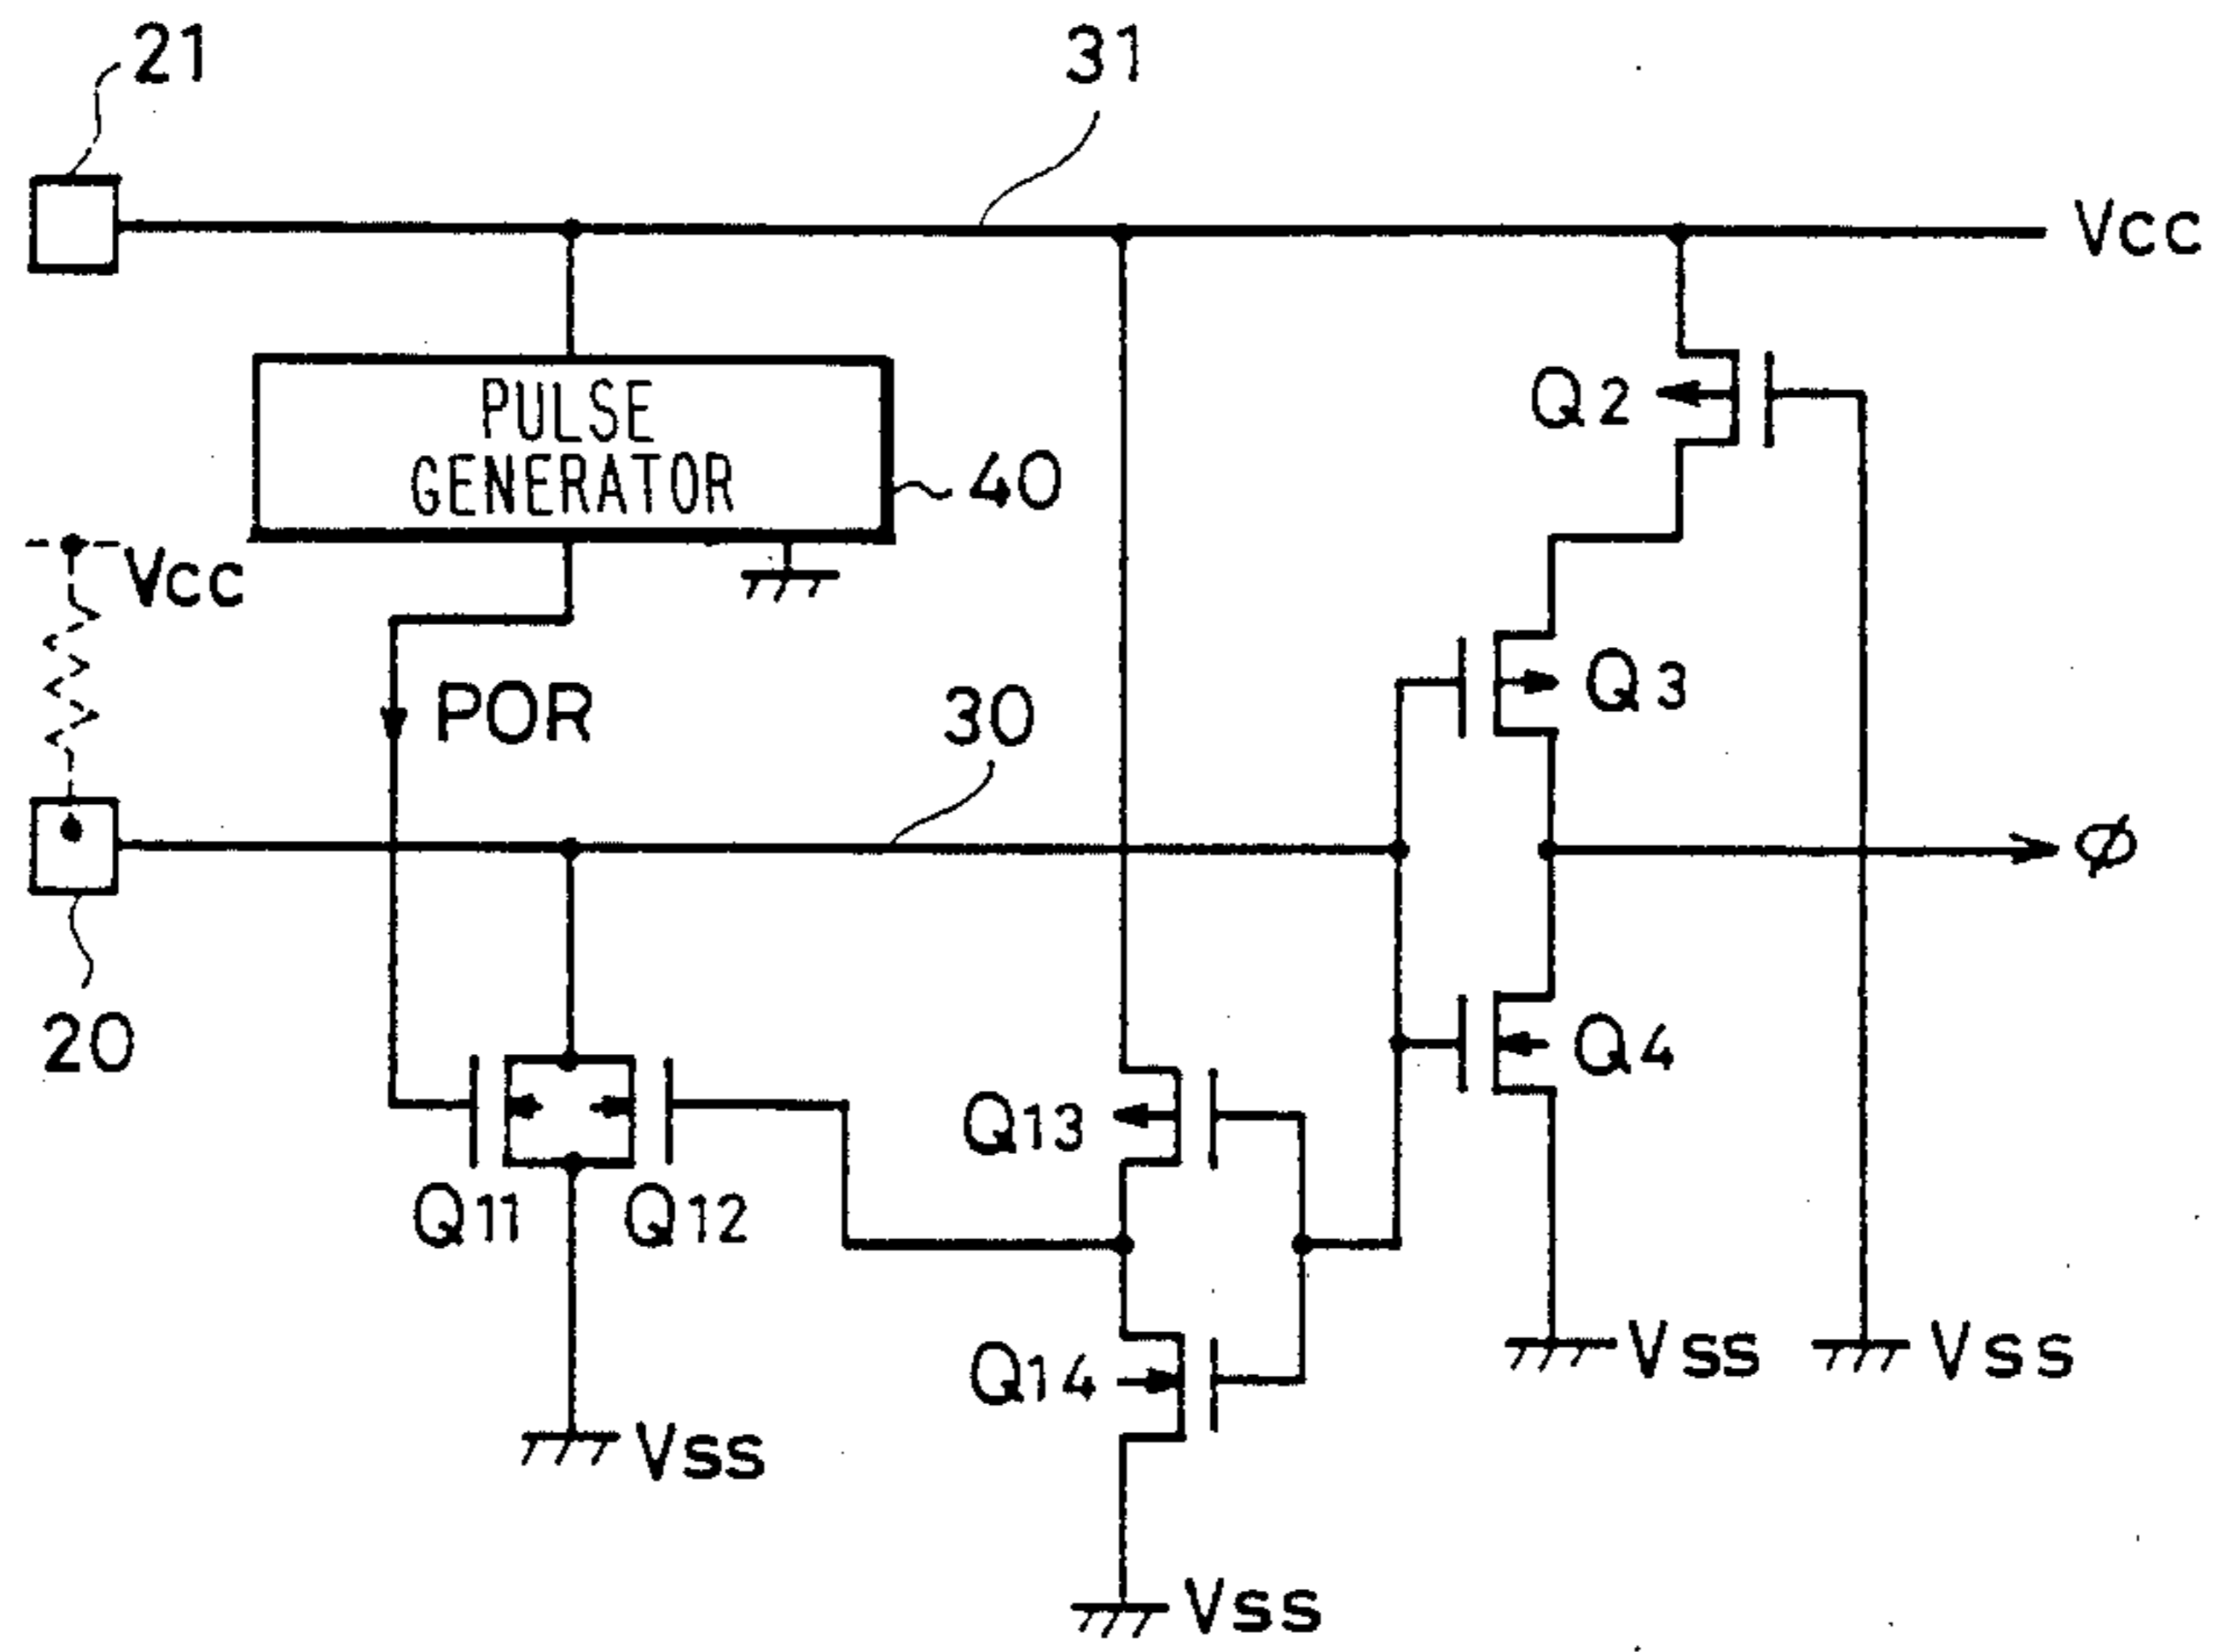 21
31
Vcc
Q2
PULSE
GENERATOR
40
Vcc
POR
30
Q3
ø
20
Q4
Q13
Q11
Q12
Q14
Vss
Vss
Vss
Vss